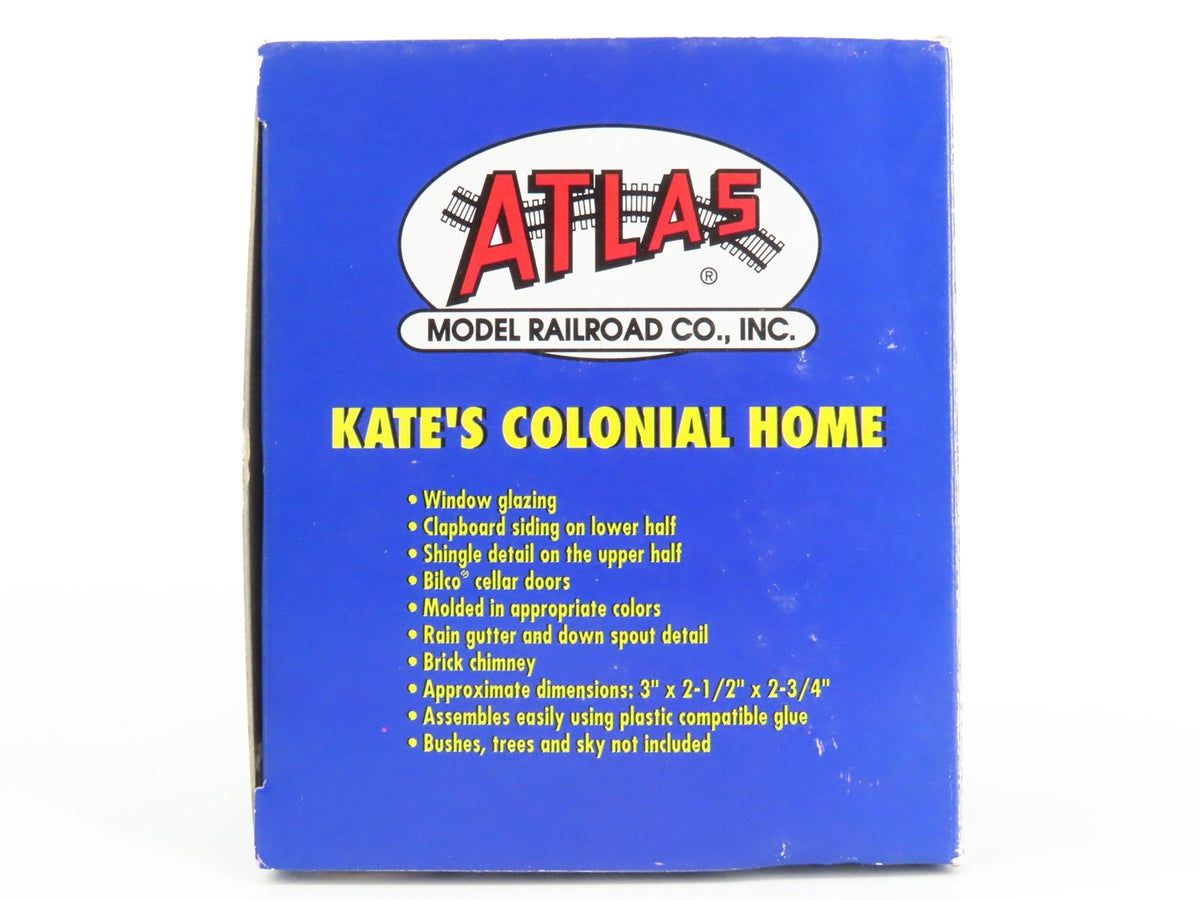 ATLAS
®
MODEL RAILROAD CO., INC.
KATE'S COLONIAL HOME
• Window glazing
• Clapboard siding on lower half
• Shingle detail on the upper half
• Bilco® cellar doors
• Molded in appropriate colors
• Rain gutter and down spout detail
• Brick chimney
• Approximate dimensions: 3" x 2-1/2" x 2-3/4"
• Assembles easily using plastic compatible glue
• Bushes, trees and sky not included